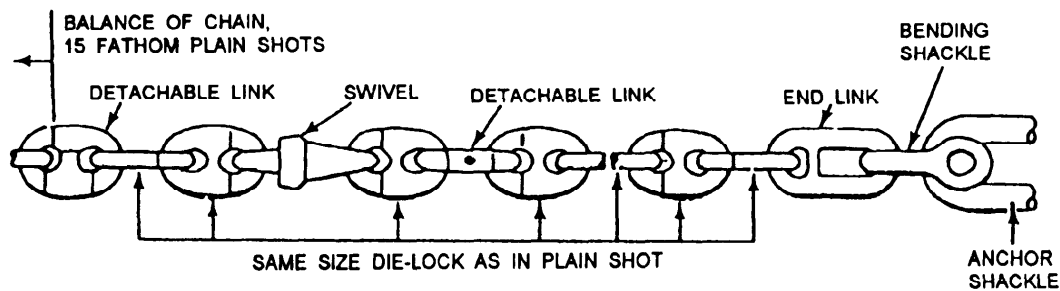 BALANCE OF CHAIN,
15 FATHOM PLAIN SHOTS
DETACHABLE LINK
SWIVEL
DETACHABLE LINK
END LINK
BENDING
SHACKLE
SAME SIZE DIE-LOCK AS IN PLAIN SHOT
ANCHOR
SHACKLE